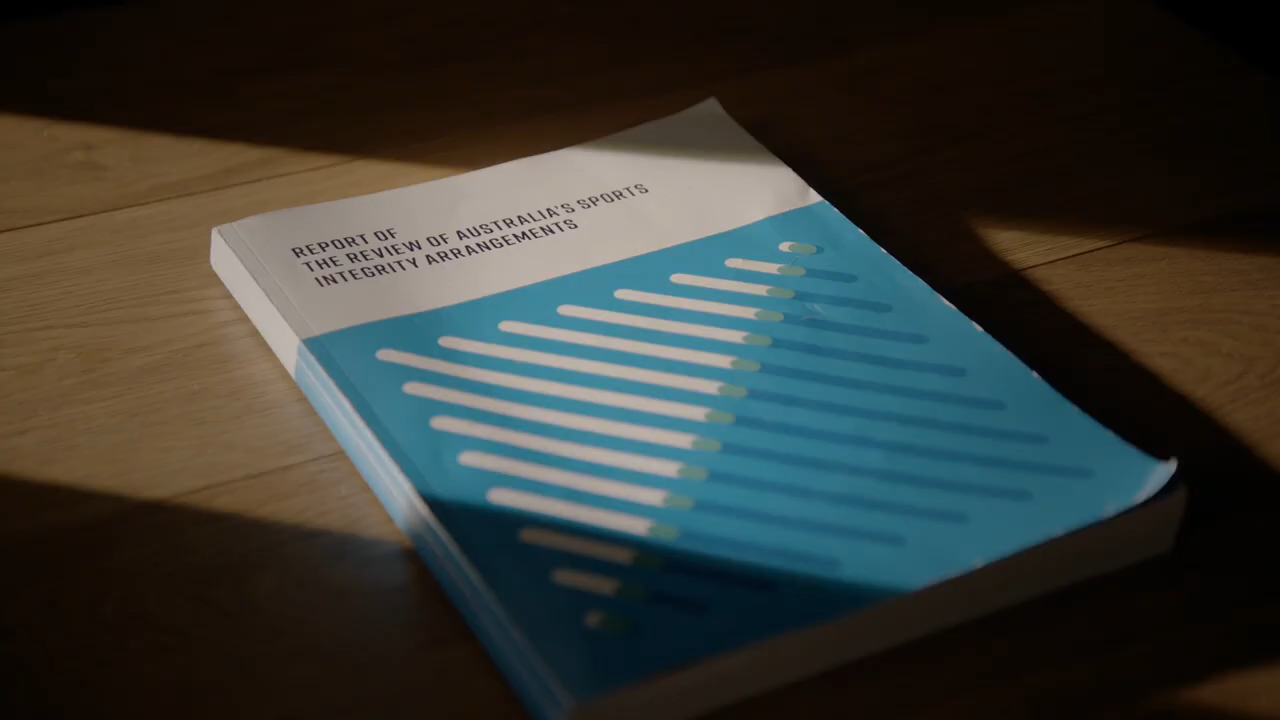 REPORT OF
THE REVIEW OF AUSTRALIA'S SPORTS
INTEGRITY ARRANGEMENTS